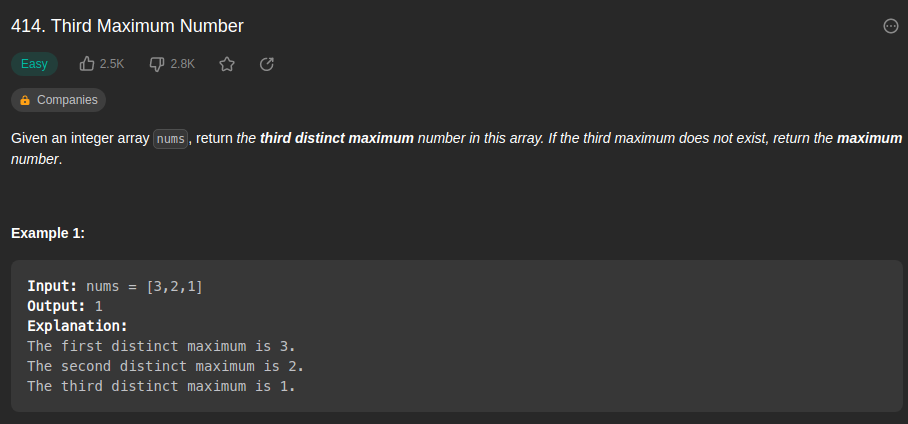 414. Third Maximum Number
Easy 2.5K 2.8K
Companies
Given an integer array nums, return the third distinct maximum number in this array. If the third maximum does not exist, return the maximum
number.
Example 1:
Input: nums = [3,2,1]
Output: 1
Explanation:
The first distinct maximum is 3.
The second distinct maximum is 2.
The third distinct maximum is 1.